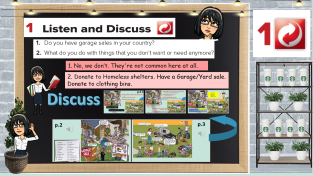 1 Listen and Discuss
1
1. Do you have garage sales in your country?
2. What do you do with things that you don't want or need anymore?
1. No, we don't. They're not common here at all.
2. Donate to Homeless shelters. Have a Garage/Yard sale.
Donate to clothing bins.
Discuss
p.2
p.3